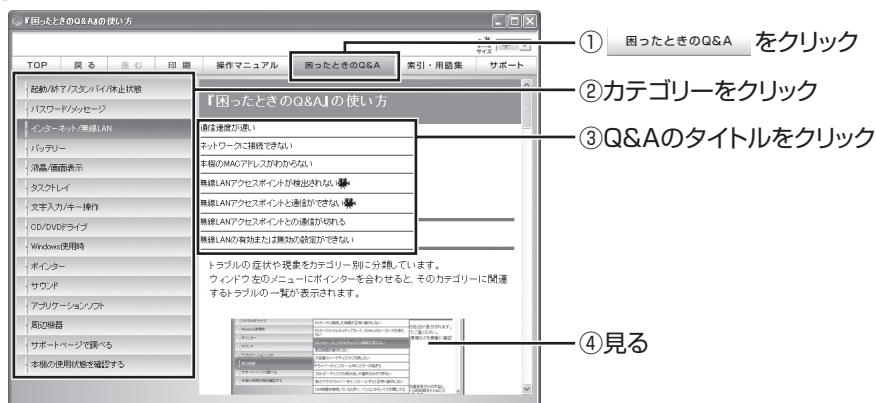 『困ったときのQ&A』の使い方
サイズ
TOP 戻る 進む 印刷 操作マニュアル 困ったときのQ&A 索引・用語集 サポート
起動/終了/スタンバイ/休止状態
パスワード/メッセージ
インターネット/無線LAN
バッテリー
液晶/画面表示
タスクトレイ
文字入力/キー操作
CD/DVDドライブ
Windows使用時
ポインター
サウンド
アプリケーションソフト
周辺機器
サポートページで調べる
本機の使用状態を確認する
『困ったときのQ&A』の使い方
通信速度が遅い
ネットワークに接続できない
本機のMACアドレスがわからない
無線LANアクセスポイントが検出されない
無線LANアクセスポイントと通信ができない
無線LANアクセスポイントとの通信が切れる
無線LANの有効または無効の設定ができない
トラブルの症状や現象をカテゴリー別に分類しています。
ウィンドウ左のメニューにポインターを合わせると、そのカテゴリーに関連
するトラブルの一覧が表示されます。
① 困ったときのQ&A をクリック
②カテゴリーをクリック
③Q&Aのタイトルをクリック
④見る